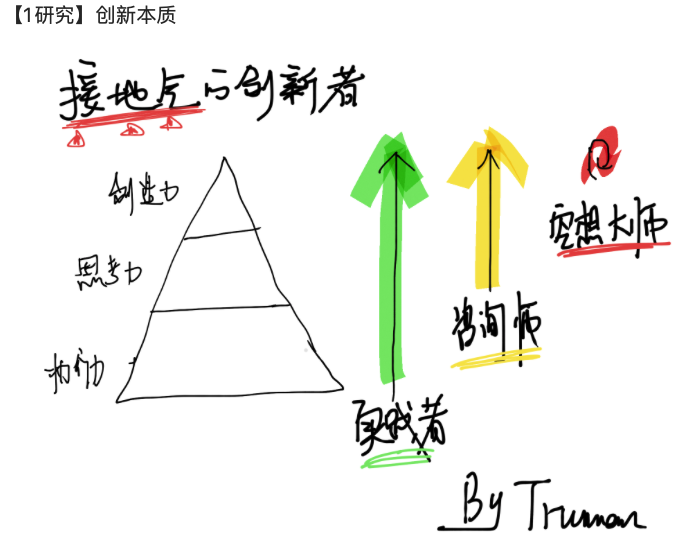 【1研究】创新本质
接地气的创新者
创造力
思考力
执行力
实践者
咨询师
空想大师
By Truman